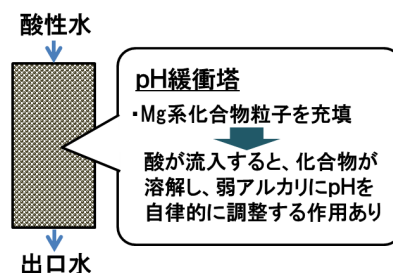 酸性水
pH緩衝塔
・Mg系化合物粒子を充填
酸が流入すると、化合物が
溶解し、弱アルカリにpHを
自律的に調整する作用あり
出口水